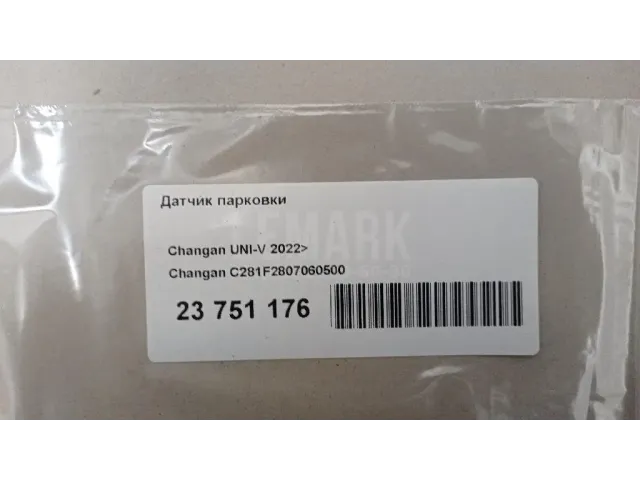 Датчик парковки
Changan UNI-V 2022>
Changan C281F2807060500
23 751 176